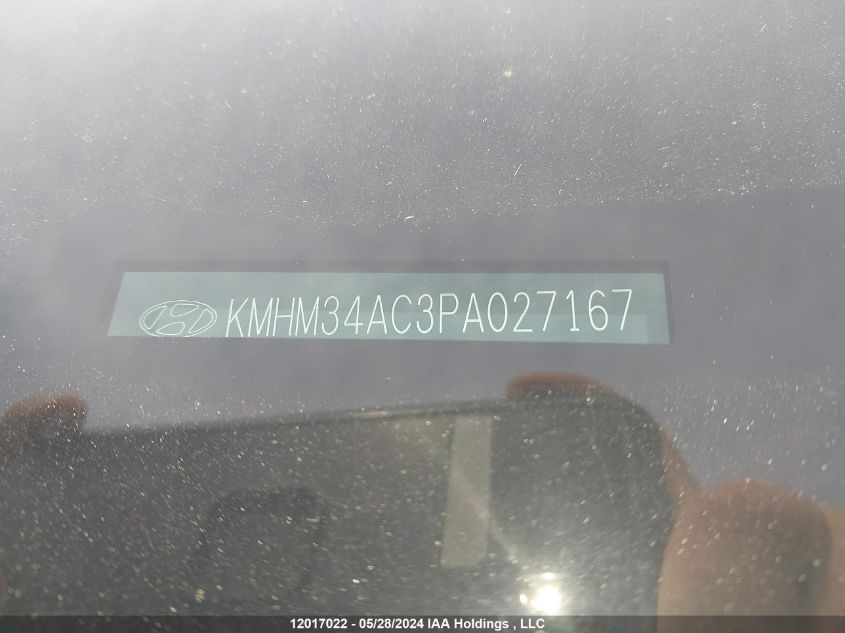 KMHM34AC3PA027167
12017022 - 05/28/2024 IAA Holdings , LLC